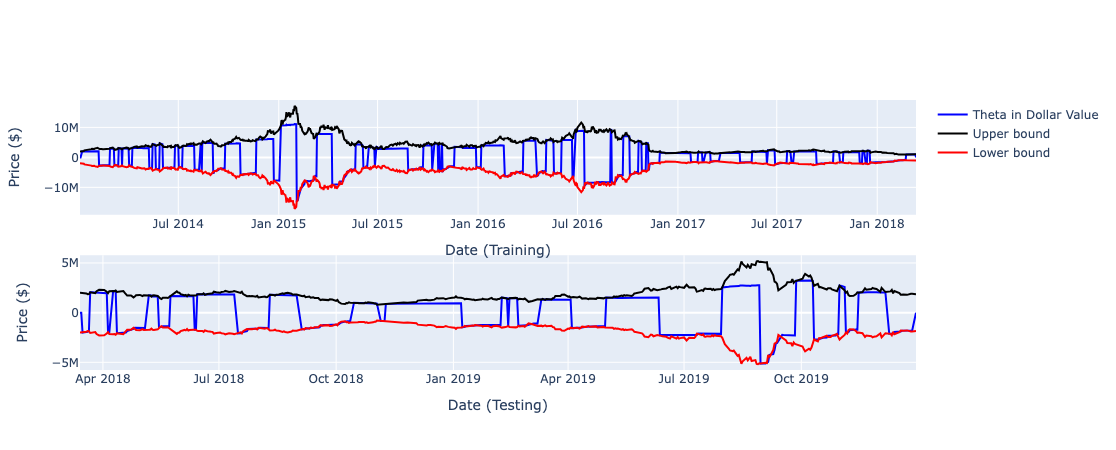 Price ($)
10M
0
−10M
Jul 2014
Jan 2015
Jul 2015
Jan 2016
Jul 2016
Jan 2017
Jul 2017
Jan 2018
Date (Training)
Theta in Dollar Value
Upper bound
Lower bound
Price ($)
5M
0
−5M
Apr 2018
Jul 2018
Oct 2018
Jan 2019
Apr 2019
Jul 2019
Oct 2019
Date (Testing)